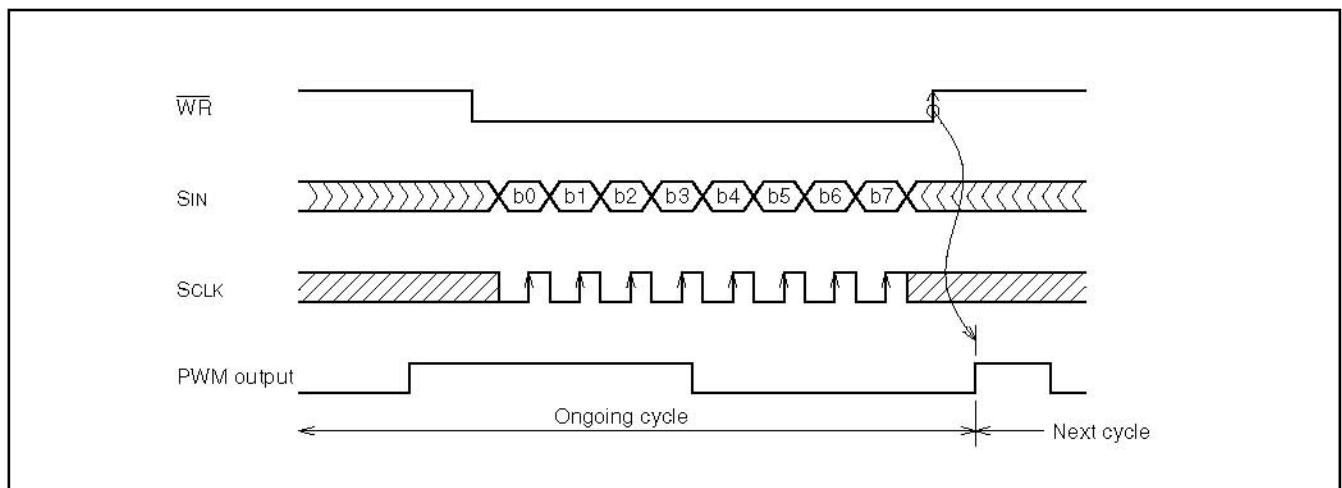 WR
SIN
b0 b1 b2 b3 b4 b5 b6 b7
SCLK
PWM output
Ongoing cycle
Next cycle